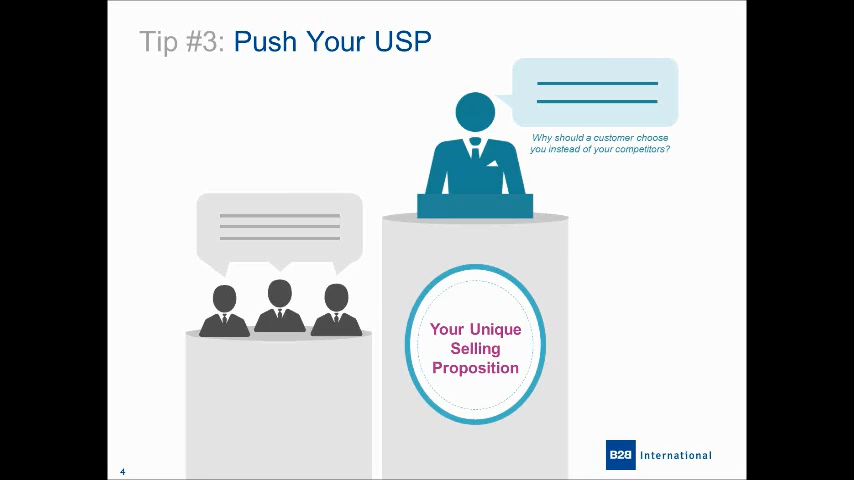 Tip #3: Push Your USP
Why should a customer choose
you instead of your competitors?
Your Unique
Selling
Proposition
B2B International
4